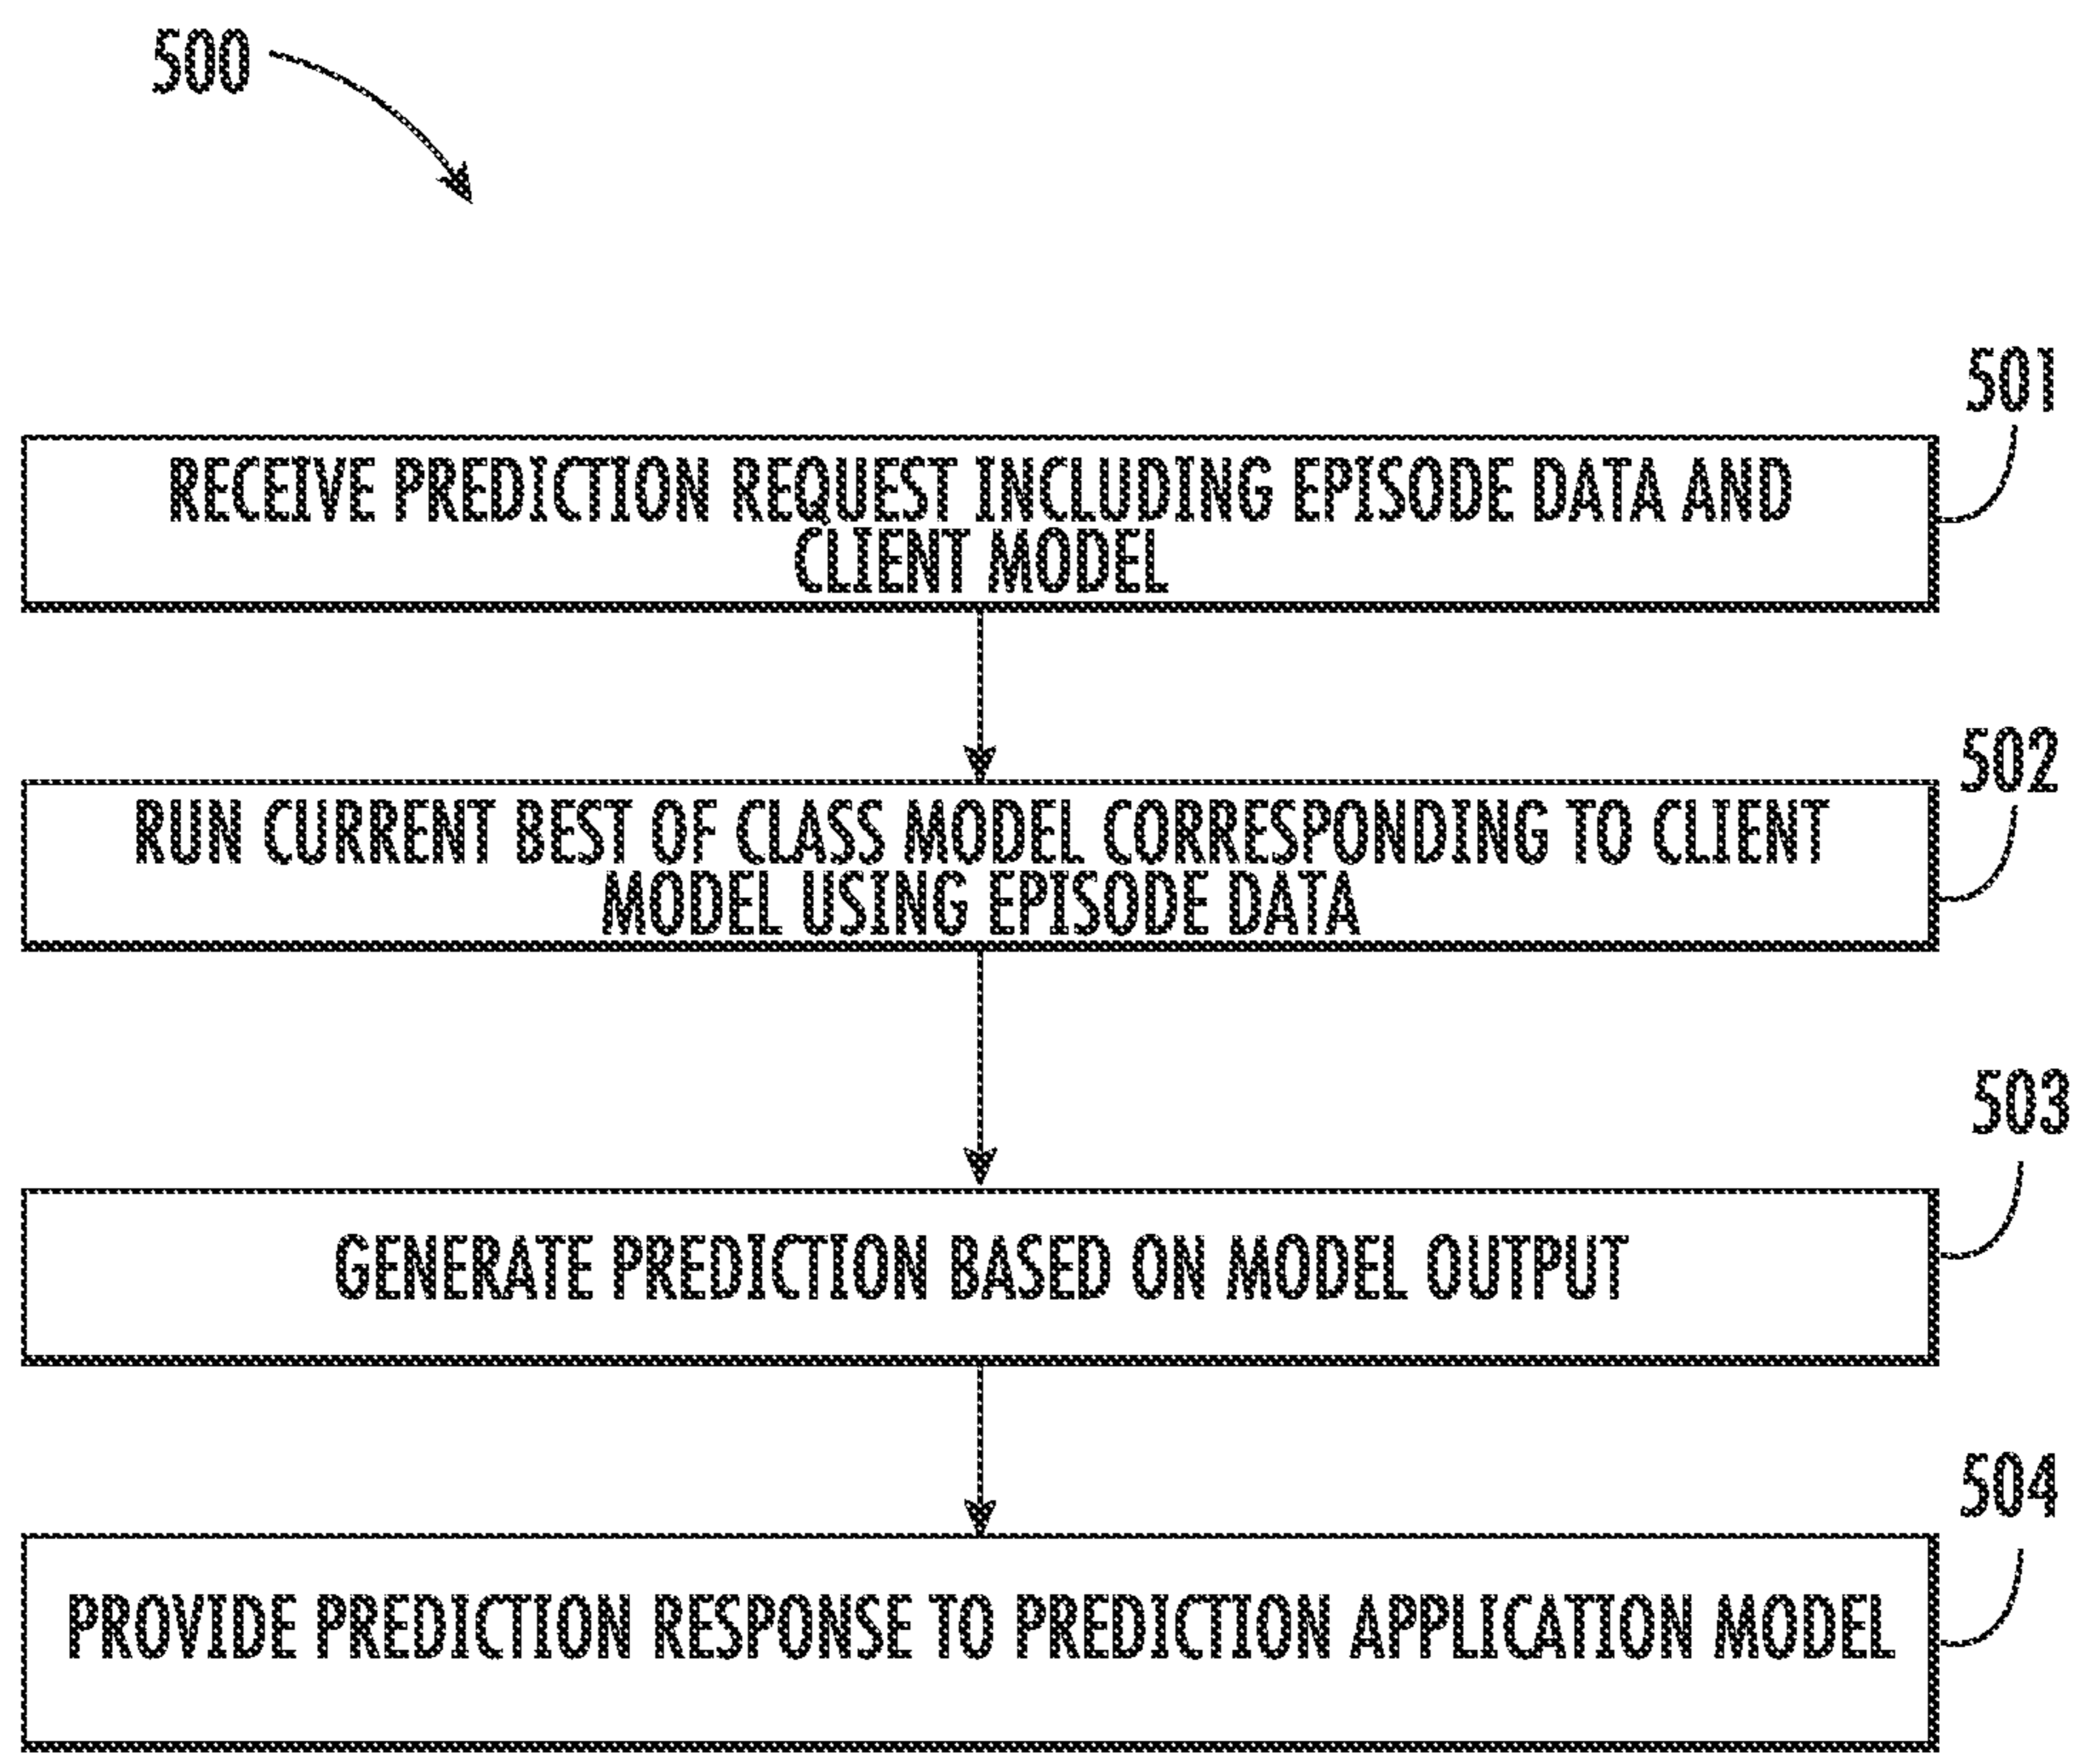 500
501
RECEIVE PREDICTION REQUEST INCLUDING EPISODE DATA AND
CLIENT MODEL
502
RUN CURRENT BEST OF CLASS MODEL CORRESPONDING TO CLIENT
MODEL USING EPISODE DATA
503
GENERATE PREDICTION BASED ON MODEL OUTPUT
504
PROVIDE PREDICTION RESPONSE TO PREDICTION APPLICATION MODEL